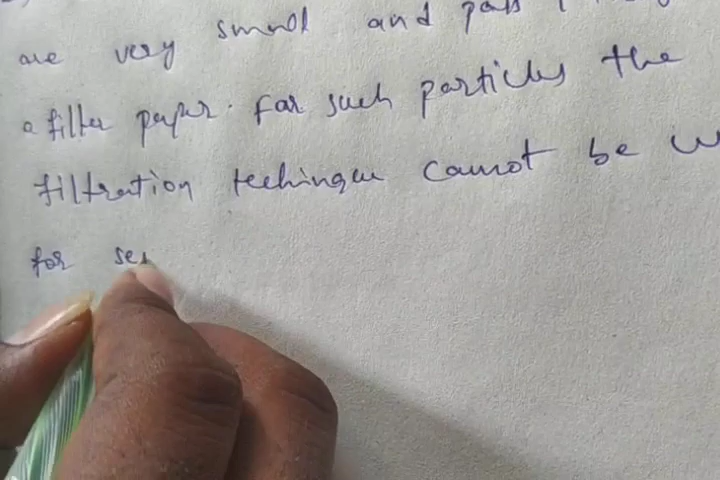 are very small and pass
a filter paper. For such particles the
filtration techinque cannot be
for se